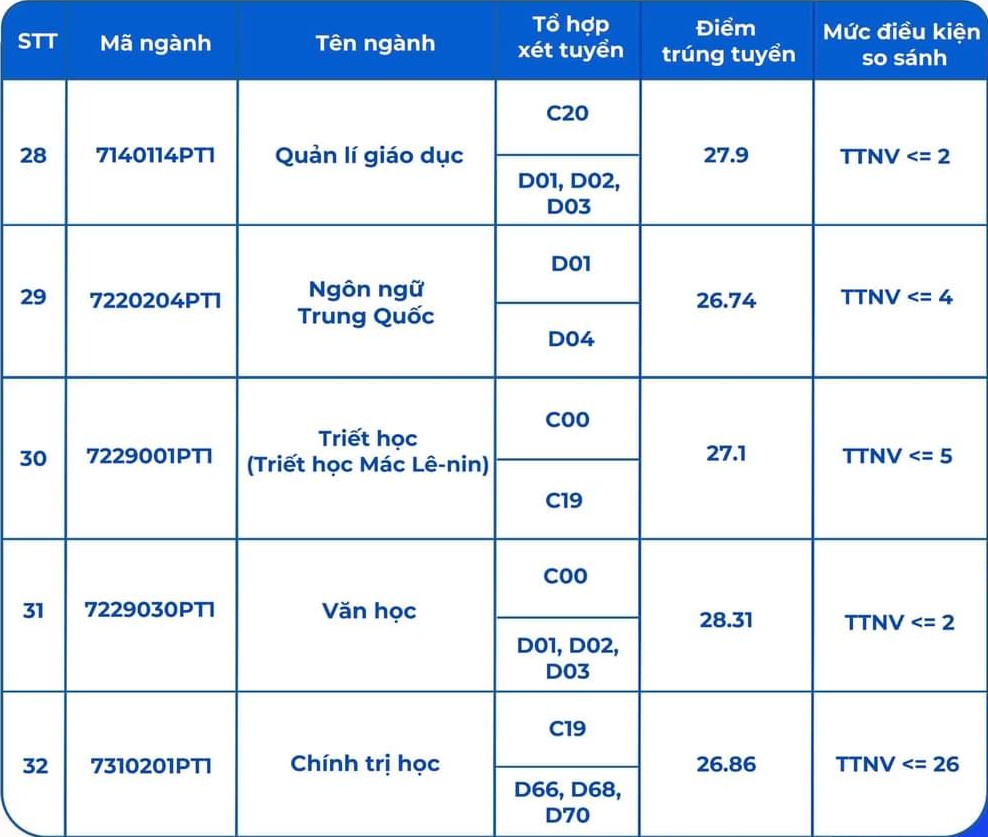 STT
Mã ngành
Tên ngành
Tổ hợp
xét tuyển
Điểm
trúng tuyển
Mức điều kiện
so sánh
28
7140114PT1
Quản lí giáo dục
C20
D01, D02,
D03
27.9
TTNV <= 2
29
7220204PT1
Ngôn ngữ
Trung Quốc
D01
D04
26.74
TTNV <= 4
30
7229001PT1
Triết học
(Triết học Mác Lê-nin)
C00
C19
27.1
TTNV <= 5
31
7229030PT1
Văn học
C00
D01, D02,
D03
28.31
TTNV <= 2
32
7310201PT1
Chính trị học
C19
D66, D68,
D70
26.86
TTNV <= 26